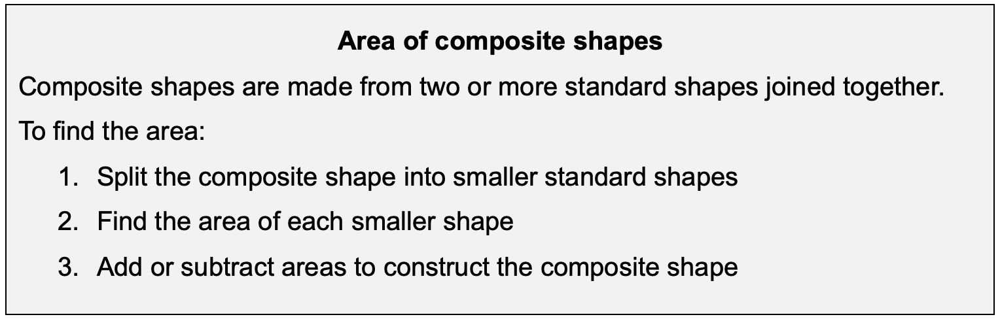 Area of composite shapes
Composite shapes are made from two or more standard shapes joined together.
To find the area:
1. Split the composite shape into smaller standard shapes
2. Find the area of each smaller shape
3. Add or subtract areas to construct the composite shape